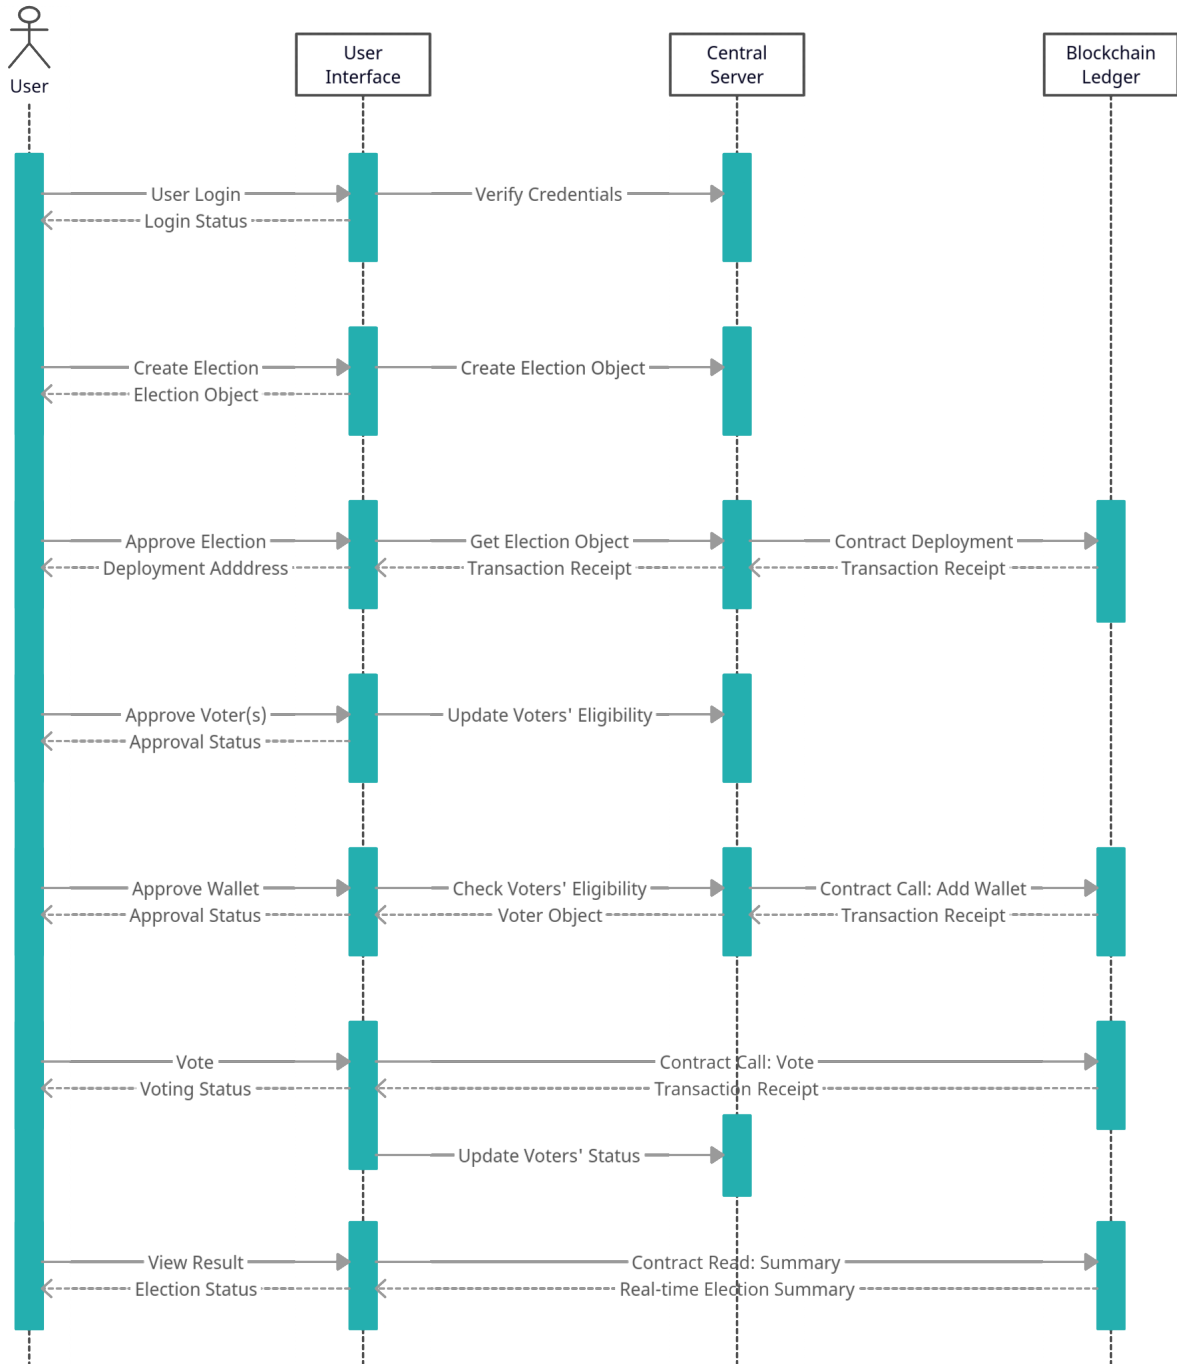 User
User
Interface
Central
Server
Blockchain
Ledger
User Login
Verify Credentials
Login Status
Create Election
Create Election Object
Election Object
Approve Election
Get Election Object
Contract Deployment
Deployment Adddress
Transaction Receipt
Transaction Receipt
Approve Voter(s)
Update Voters' Eligibility
Approval Status
Approve Wallet
Check Voters' Eligibility
Contract Call: Add Wallet
Approval Status
Voter Object
Transaction Receipt
Vote
Contract Call: Vote
Voting Status
Transaction Receipt
Update Voters' Status
View Result
Contract Read: Summary
Election Status
Real-time Election Summary